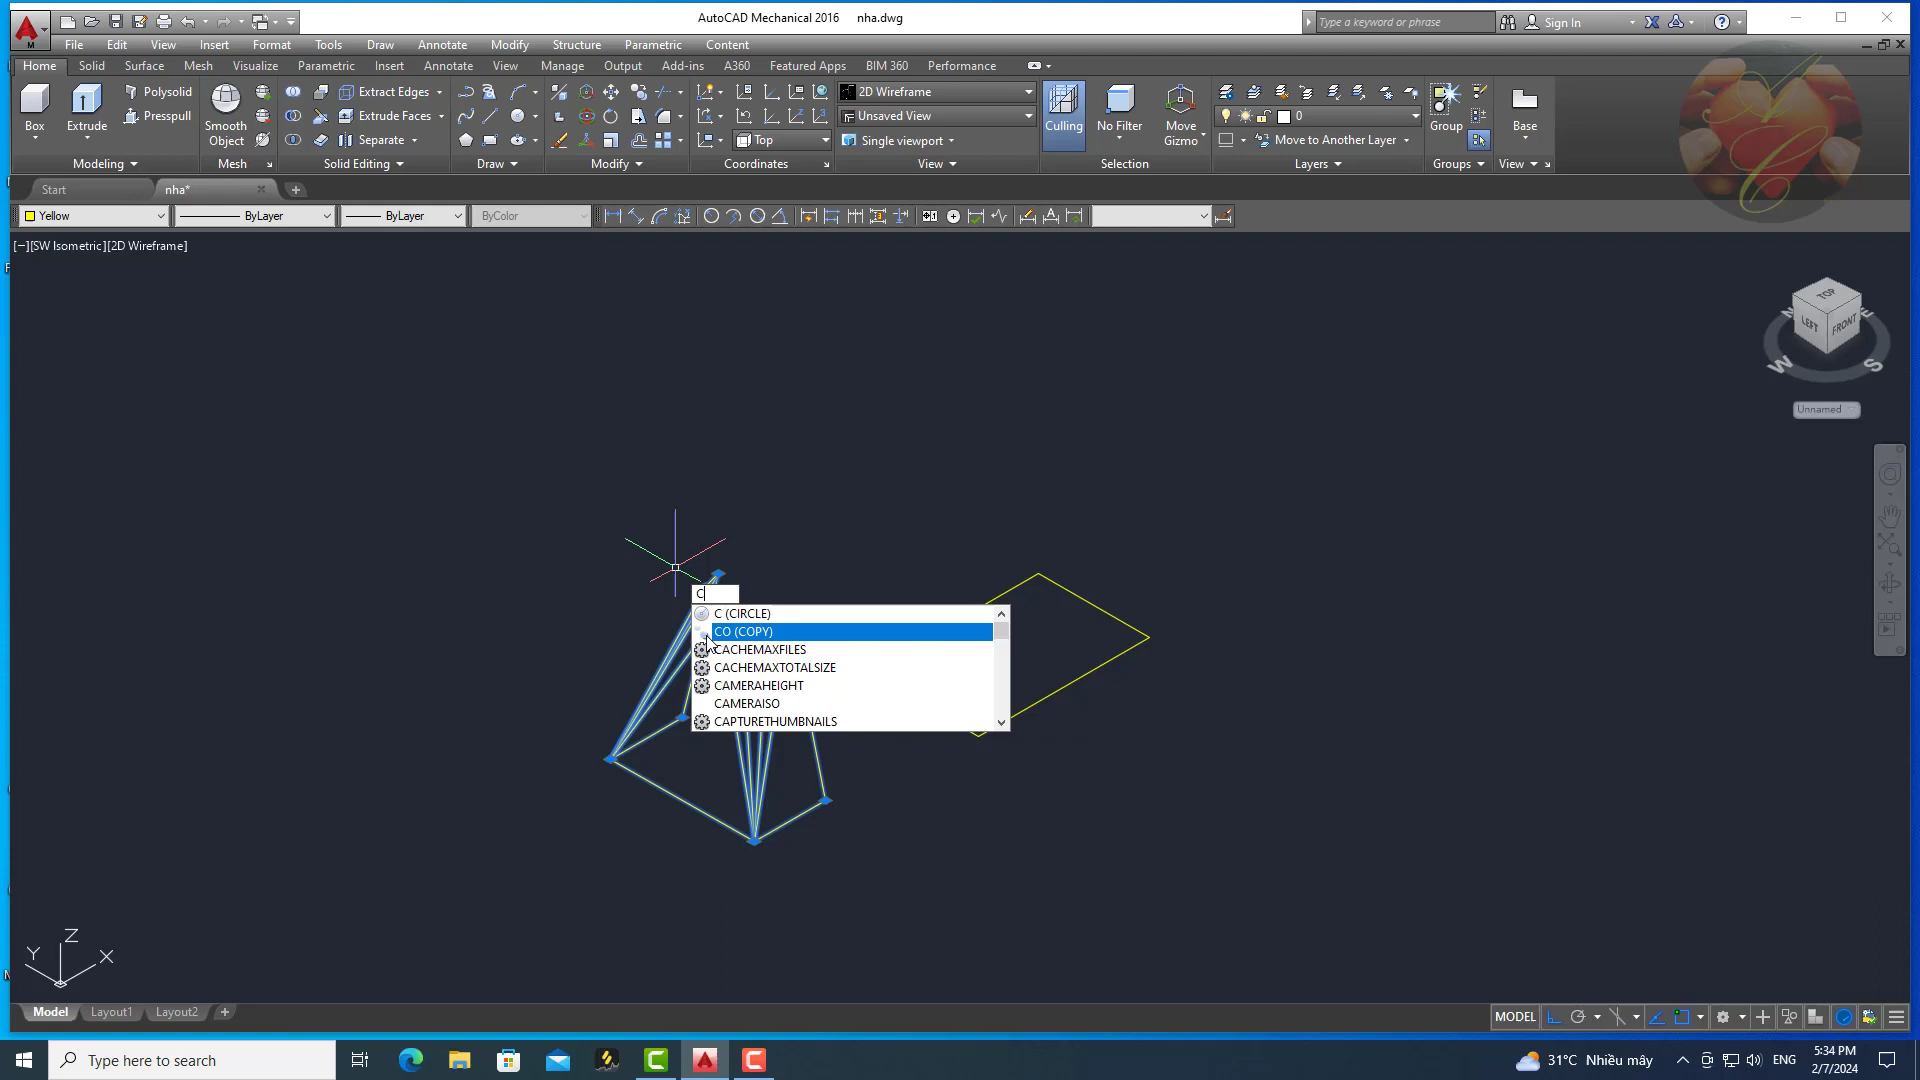 AutoCAD Mechanical 2016 nha.dwg
Type a keyword or phrase
Sign In
M
File Edit View Insert Format Tools Draw Annotate Modify Structure Parametric Content
Home Solid Surface Mesh Visualize Parametric Insert Annotate View Manage Output Add-ins A360 Featured Apps BIM 360 Performance
Polysolid
Presspull
Extract Edges
Extrude Faces
Separate
Box
Extrude
Smooth
Object
2D Wireframe
Unsaved View
Single viewport
Top
Culling
No Filter
Move
Gizmo
0
Move to Another Layer
Group
Base
Modeling
Mesh
Solid Editing
Draw
Modify
Coordinates
View
Selection
Layers
Groups
View
A
C
Start nha*
Yellow ByLayer ByLayer ByColor
[−][SW Isometric][2D Wireframe]
TOP
LEFT
FRONT
N
E
W
S
Unnamed
C
C (CIRCLE)
CO (COPY)
CACHEMAXFILES
CACHEMAXTOTALSIZE
CAMERAHEIGHT
CAMERAISO
CAPTURETHUMBNAILS
Z
Y
X
Model Layout1 Layout2
MODEL
Type here to search
31°C Nhiều mây
ENG
5:34 PM
2/7/2024